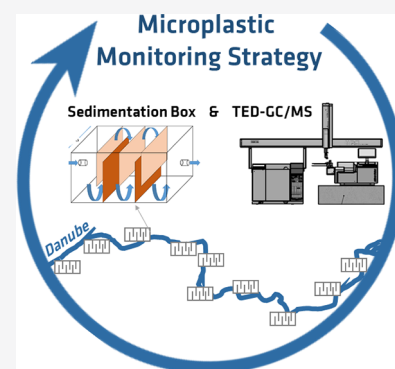 Microplastic
Monitoring Strategy
Sedimentation Box & TED-GC/MS
Danube